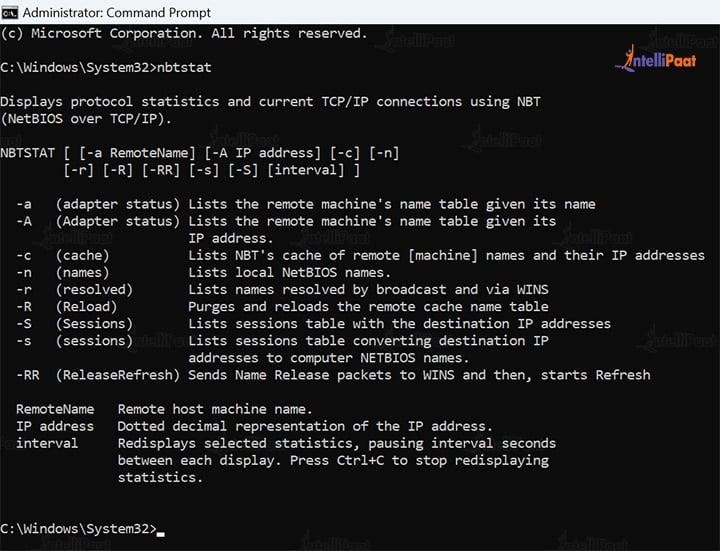 Administrator: Command Prompt
(c) Microsoft Corporation. All rights reserved.
IntelliPaat
C:\Windows\System32>nbtstat
Displays protocol statistics and current TCP/IP connections using NBT
(NetBIOS over TCP/IP).
NBTSTAT [ [-a RemoteName] [-A IP address] [-c] [-n]
[-r] [-R] [-RR] [-s] [-S] [interval] ]
-a (adapter status) Lists the remote machine's name table given its name
-A (Adapter status) Lists the remote machine's name table given its
IP address.
-c (cache) Lists NBT's cache of remote [machine] names and their IP addresses
-n (names) Lists local NetBIOS names.
-r (resolved) Lists names resolved by broadcast and via WINS
-R (Reload) Purges and reloads the remote cache name table
-S (Sessions) Lists sessions table with the destination IP addresses
-s (sessions) Lists sessions table converting destination IP
addresses to computer NETBIOS names.
-RR (ReleaseRefresh) Sends Name Release packets to WINS and then, starts Refresh
RemoteName Remote host machine name.
IP address Dotted decimal representation of the IP address.
interval Redisplays selected statistics, pausing interval seconds
between each display. Press Ctrl+C to stop redisplaying
statistics.
C:\Windows\System32>